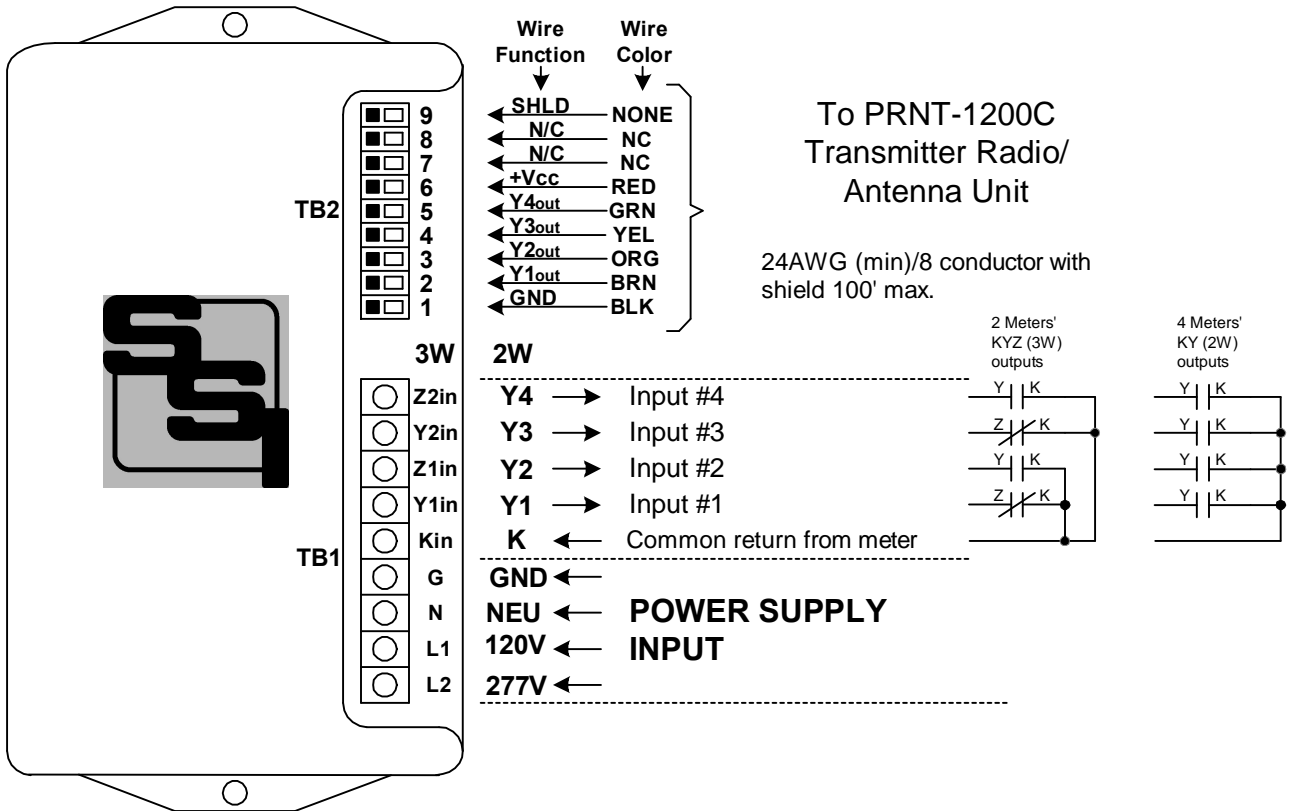 Wire Function
Wire Color
TB2
9 SHLD NONE
8 N/C NC
7 N/C NC
6 +Vcc RED
5 Y4out GRN
4 Y3out YEL
3 Y2out ORG
2 Y1out BRN
1 GND BLK
To PRNT-1200C
Transmitter Radio/
Antenna Unit
24AWG (min)/8 conductor with
shield 100' max.
SSI
3W 2W
TB1
Z2in Y4 Input #4
Y2in Y3 Input #3
Z1in Y2 Input #2
Y1in Y1 Input #1
Kin K Common return from meter
G GND
N NEU
L1 120V
L2 277V
POWER SUPPLY
INPUT
2 Meters'
KYZ (3W)
outputs
Y K
Z K
Y K
Z K
4 Meters'
KY (2W)
outputs
Y K
Y K
Y K
Y K